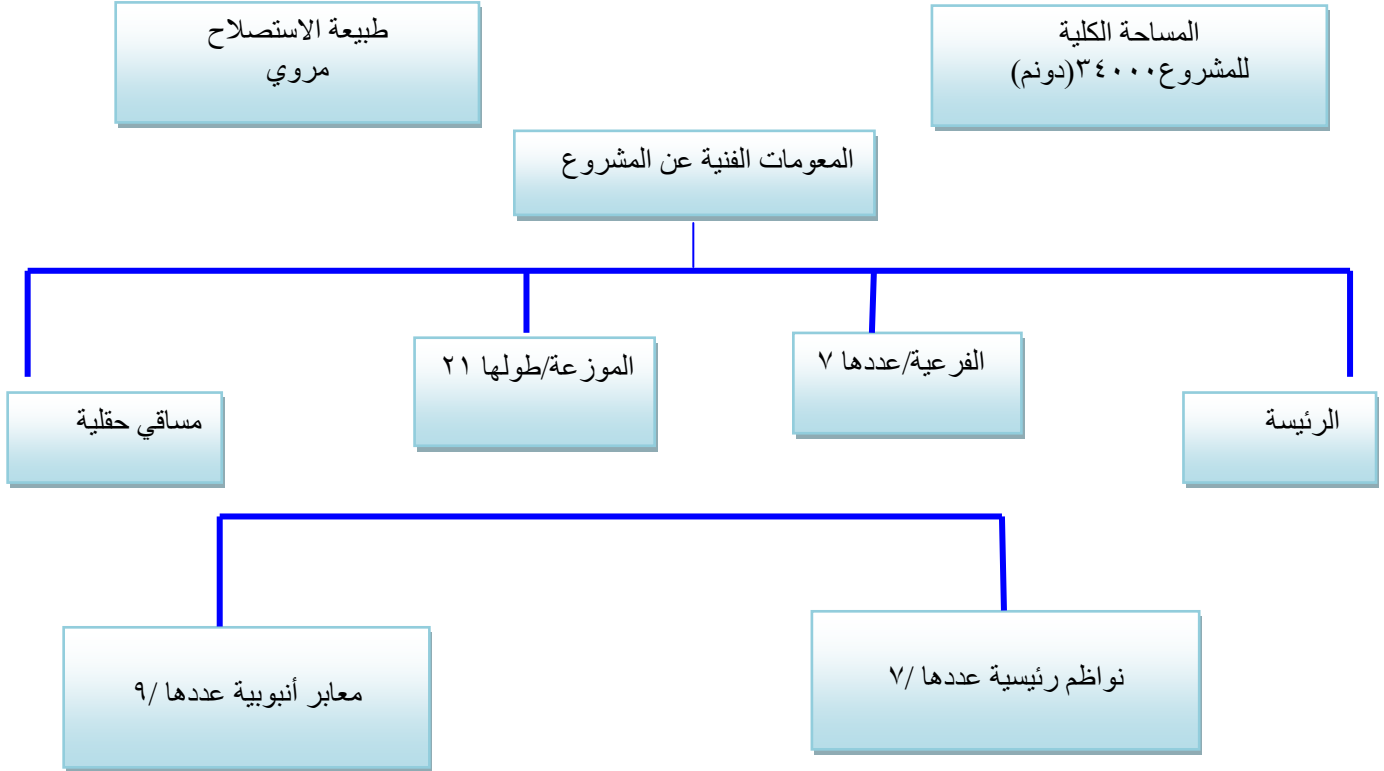 المساحة الكلية
للمشروع٣٤٠٠٠(دونم)
طبيعة الاستصلاح
مروي
المعومات الفنية عن المشروع
الرئيسة
الفرعية/عددها ٧
الموزعة/طولها ٢١
مساقي حقلية
نواظم رئيسية عددها /٧
معابر أنبوبية عددها /٩